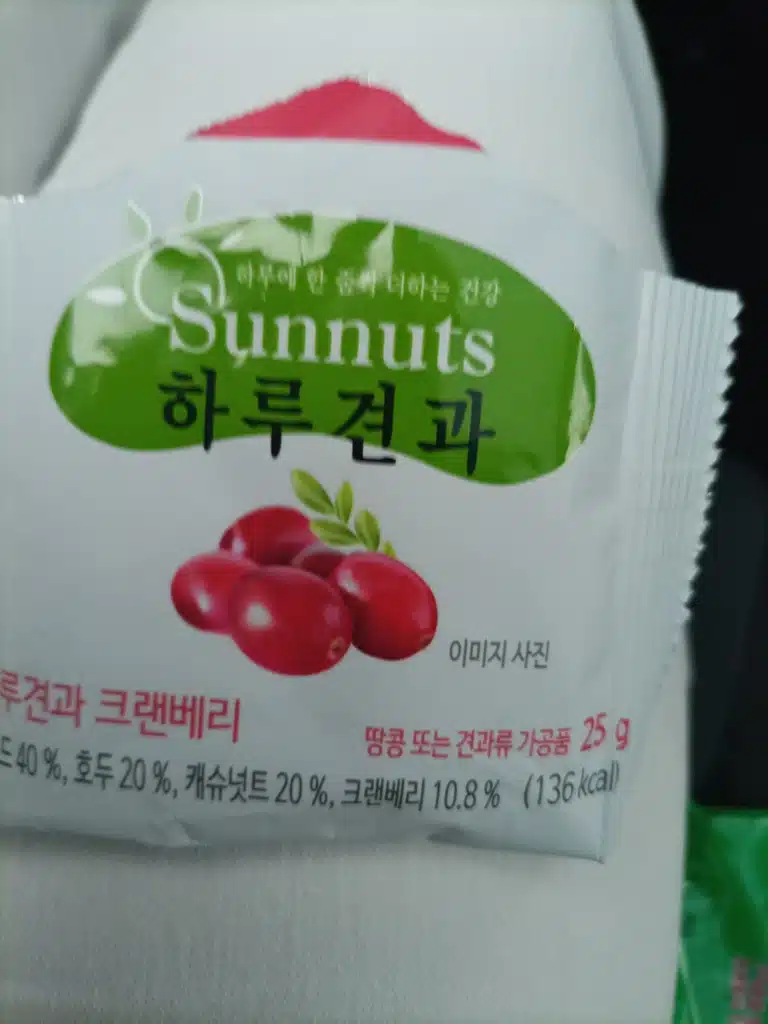 하루에 한 줌씩 더하는 건강
Sunnuts
하루견과
이미지 사진
루견과 크랜베리
땅콩 또는 견과류 가공품 25 g
드 40 %, 호두 20 %, 캐슈넛트 20 %, 크랜베리 10.8 % (136 kcal)